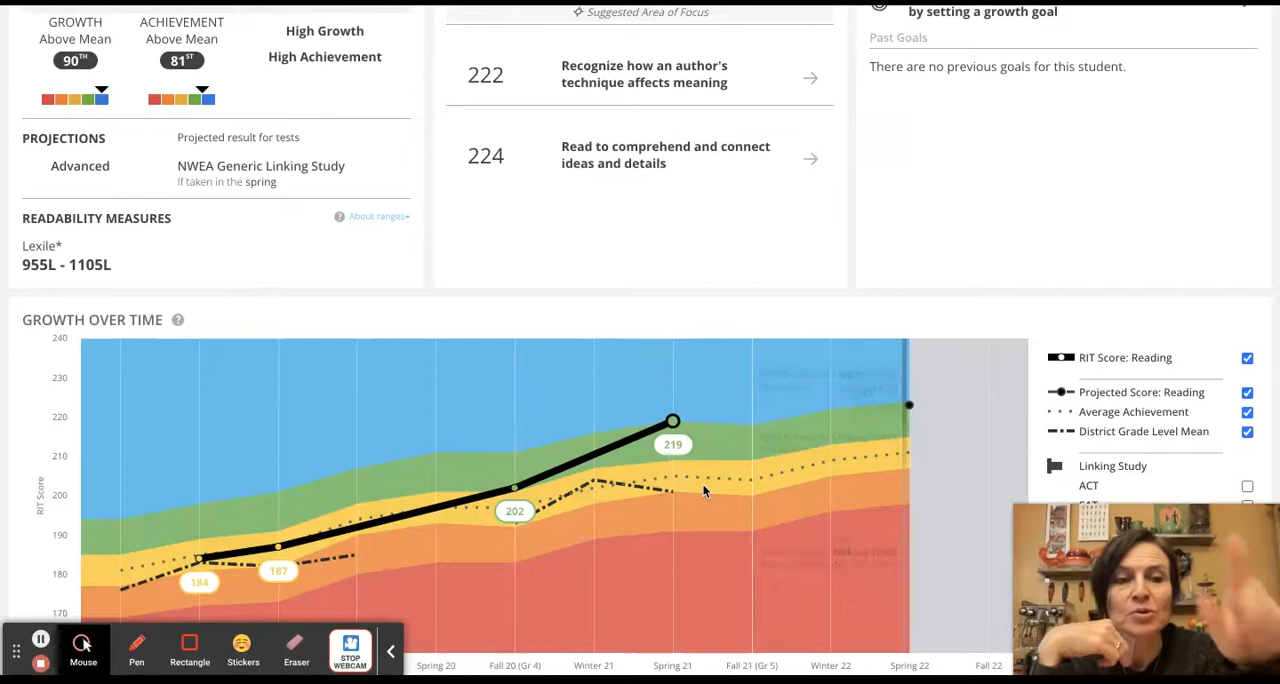 GROWTH
Above Mean
90TH
ACHIEVEMENT
Above Mean
81ST
High Growth
High Achievement
PROJECTIONS
Projected result for tests
Advanced
NWEA Generic Linking Study
If taken in the spring
READABILITY MEASURES
? About ranges
Lexile*
955L - 1105L
Suggested Area of Focus
222
Recognize how an author's
technique affects meaning
224
Read to comprehend and connect
ideas and details
by setting a growth goal
Past Goals
There are no previous goals for this student.
GROWTH OVER TIME ?
240
230
220
210
200
190
180
170
RIT Score
184
187
202
219
Spring 20
Fall 20 (Gr 4)
Winter 21
Spring 21
Fall 21 (Gr 5)
Winter 22
Spring 22
Fall 22
RIT Score: Reading
Projected Score: Reading
Average Achievement
District Grade Level Mean
Linking Study
ACT
Mouse
Pen
Rectangle
Stickers
Eraser
STOP
WEBCAM